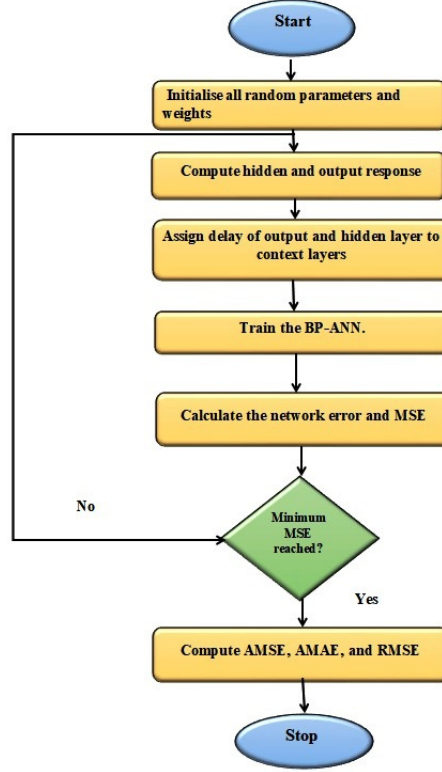 Start
Initialise all random parameters and
weights
Compute hidden and output response
Assign delay of output and hidden layer to
context layers
Train the BP-ANN.
Calculate the network error and MSE
Minimum
MSE
reached?
No
Yes
Compute AMSE, AMAE, and RMSE
Stop